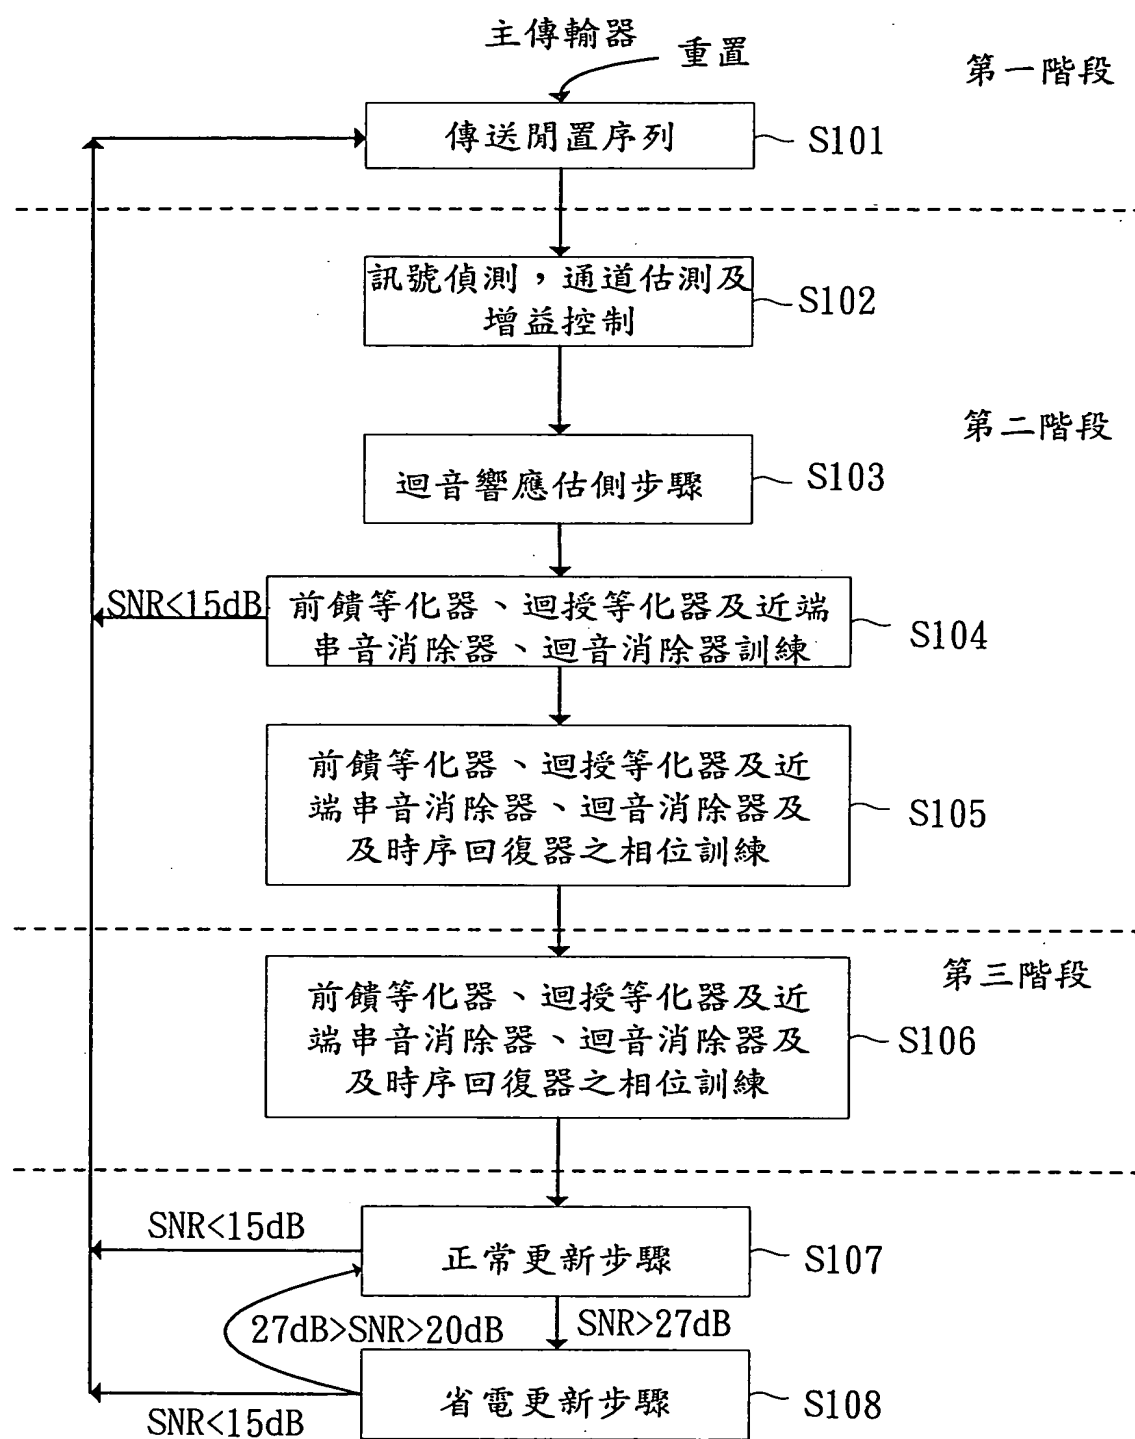 主傳輸器
重置
第一階段
傳送閒置序列
S101
訊號偵測，通道估測及
增益控制
S102
第二階段
迴音響應估側步驟
S103
SNR<15dB
前饋等化器、迴授等化器及近端
串音消除器、迴音消除器訓練
S104
前饋等化器、迴授等化器及近
端串音消除器、迴音消除器及
及時序回復器之相位訓練
S105
第三階段
前饋等化器、迴授等化器及近
端串音消除器、迴音消除器及
及時序回復器之相位訓練
S106
SNR<15dB
正常更新步驟
S107
27dB>SNR>20dB
SNR>27dB
省電更新步驟
S108
SNR<15dB